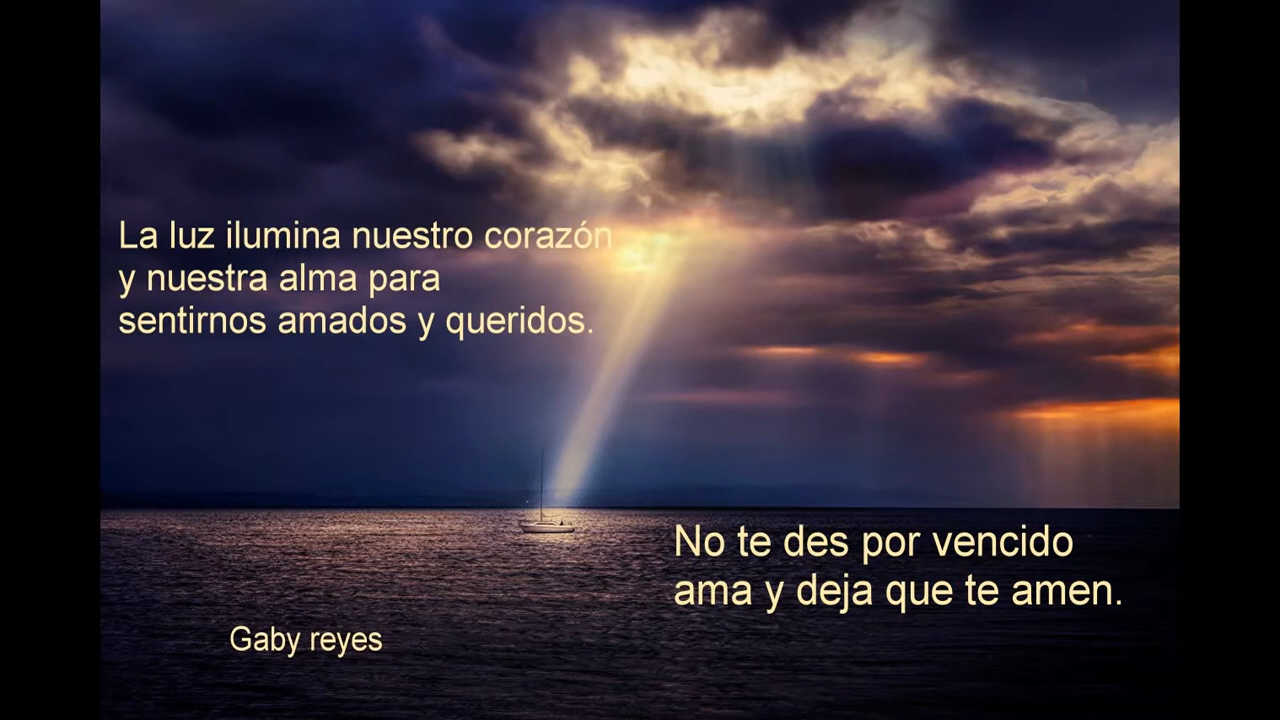 La luz ilumina nuestro corazón
y nuestra alma para
sentirnos amados y queridos.
No te des por vencido
ama y deja que te amen.
Gaby reyes